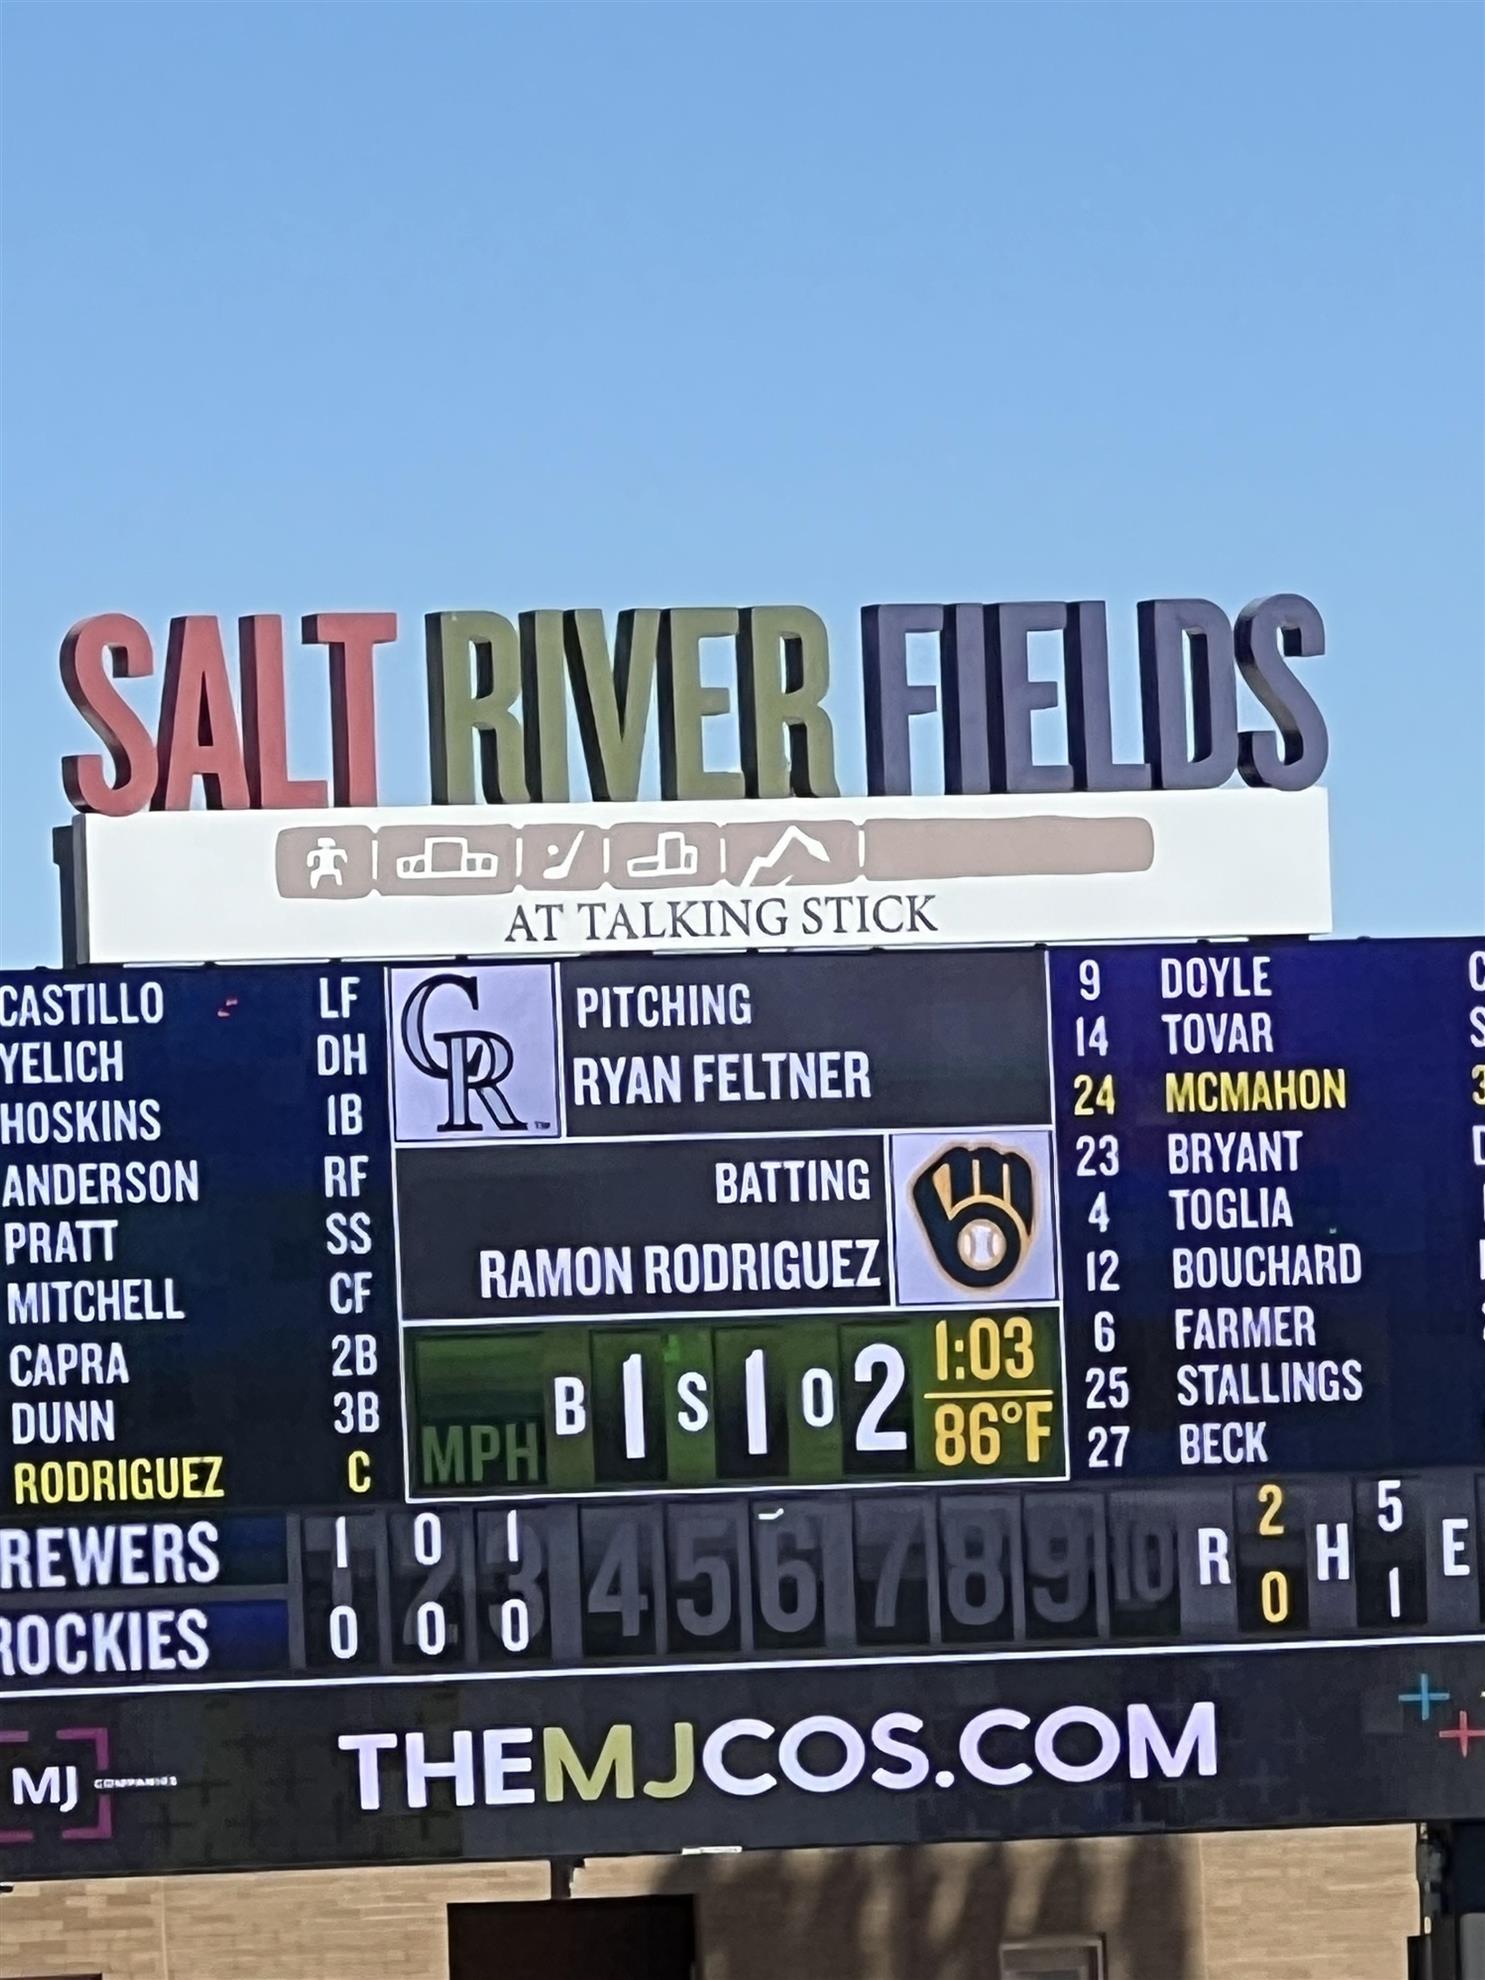 SALT RIVER FIELDS
AT TALKING STICK
CASTILLO LF
YELICH DH
HOSKINS 1B
ANDERSON RF
PRATT SS
MITCHELL CF
CAPRA 2B
DUNN 3B
RODRIGUEZ C
CR
PITCHING
RYAN FELTNER
BATTING
RAMON RODRIGUEZ
MPH B 1 S 1 O 2 1:03
86°F
9 DOYLE C
14 TOVAR S
24 MCMAHON 3
23 BRYANT D
4 TOGLIA
12 BOUCHARD
6 FARMER
25 STALLINGS
27 BECK
1 2 3 4 5 6 7 8 9 10 R H E
REWERS 1 0 1 2 5
ROCKIES 0 0 0 0 1
MJ COMPANIES
THEMJCOS.COM